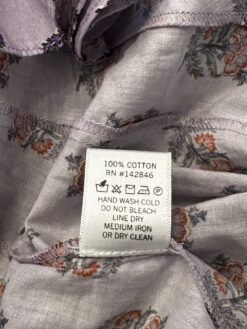 100% COTTON
RN #142846
HAND WASH COLD
DO NOT BLEACH
LINE DRY
MEDIUM IRON
OR DRY CLEAN